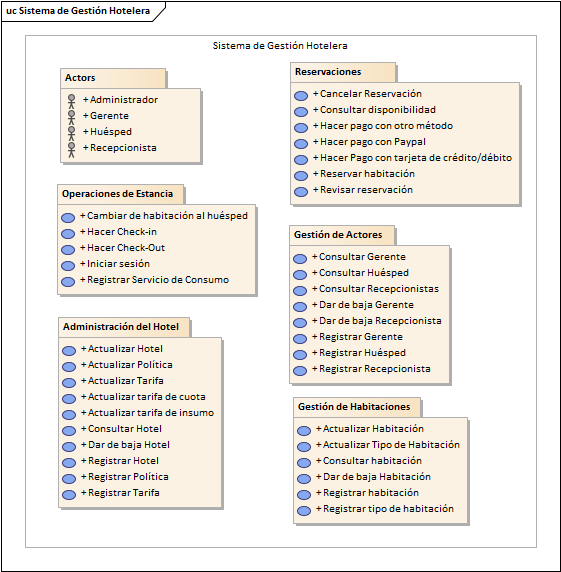 uc Sistema de Gestión Hotelera
Sistema de Gestión Hotelera
Actors
+ Administrador
+ Gerente
+ Huésped
+ Recepcionista
Operaciones de Estancia
+ Cambiar de habitación al huésped
+ Hacer Check-in
+ Hacer Check-Out
+ Iniciar sesión
+ Registrar Servicio de Consumo
Administración del Hotel
+ Actualizar Hotel
+ Actualizar Política
+ Actualizar Tarifa
+ Actualizar tarifa de cuota
+ Actualizar tarifa de insumo
+ Consultar Hotel
+ Dar de baja Hotel
+ Registrar Hotel
+ Registrar Política
+ Registrar Tarifa
Reservaciones
+ Cancelar Reservación
+ Consultar disponibilidad
+ Hacer pago con otro método
+ Hacer pago con Paypal
+ Hacer Pago con tarjeta de crédito/débito
+ Reservar habitación
+ Revisar reservación
Gestión de Actores
+ Consultar Gerente
+ Consultar Huésped
+ Consultar Recepcionistas
+ Dar de baja Gerente
+ Dar de baja Recepcionista
+ Registrar Gerente
+ Registrar Huésped
+ Registrar Recepcionista
Gestión de Habitaciones
+ Actualizar Habitación
+ Actualizar Tipo de Habitación
+ Consultar habitación
+ Dar de baja Habitación
+ Registrar habitación
+ Registrar tipo de habitación